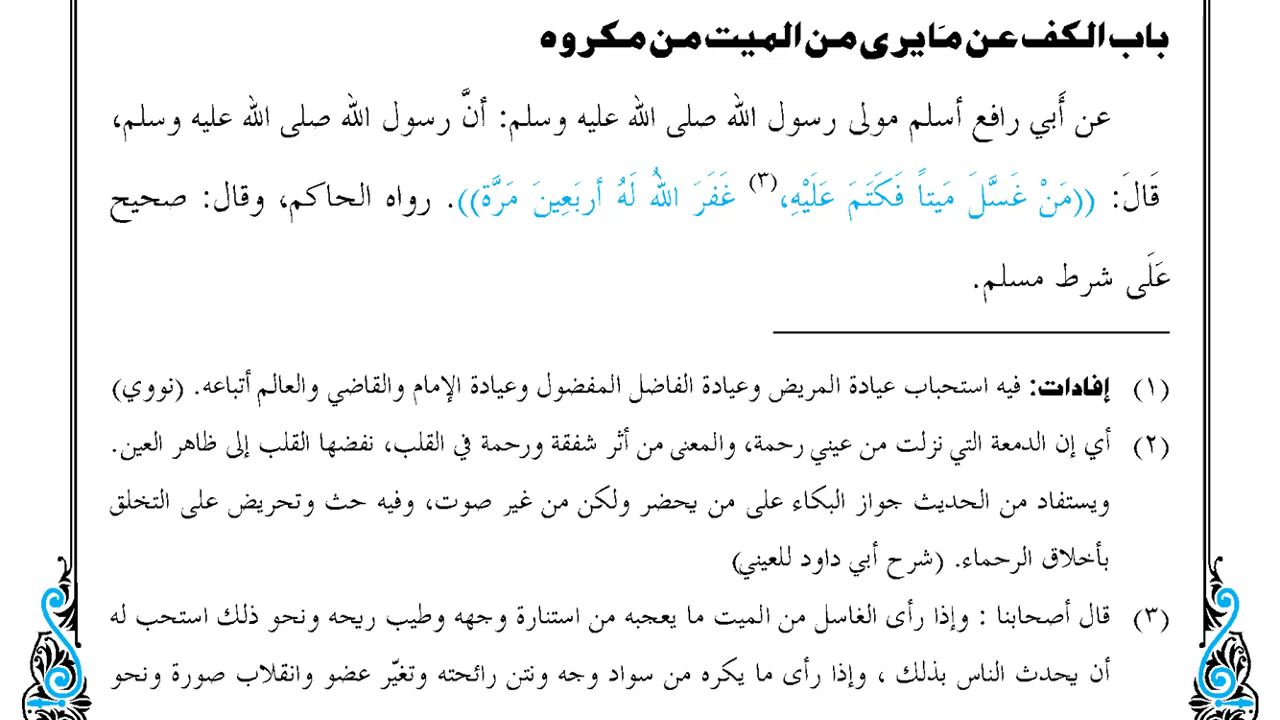 باب الكف عن مَا يرى من الميت من مكروه
عن أَبي رافع أسلم مولى رسول الله صلى الله عليه وسلم: أنَّ رسول الله صلى الله عليه وسلم،
قَالَ: ((مَنْ غَسَّلَ مَيتاً فَكَتَمَ عَلَيْهِ،(٣) غَفَرَ اللهُ لَهُ أربَعِينَ مَرَّة)). رواه الحاكم، وقال: صحيح
عَلَى شرط مسلم.
(١) إفادات: فيه استحباب عيادة المريض وعيادة الفاضل المفضول وعيادة الإمام والقاضي والعالم أتباعه. (نووي)
(٢) أي إن الدمعة التي نزلت من عيني رحمة، والمعنى من أثر شفقة ورحمة في القلب، نفضها القلب إلى ظاهر العين.
ويستفاد من الحديث جواز البكاء على من يحضر ولكن من غير صوت، وفيه حث وتحريض على التخلق
بأخلاق الرحماء. (شرح أبي داود للعيني)
(٣) قال أصحابنا : وإذا رأى الغاسل من الميت ما يعجبه من استنارة وجهه وطيب ريحه ونحو ذلك استحب له
أن يحدث الناس بذلك ، وإذا رأى ما يكره من سواد وجه ونتن رائحته وتغيّر عضو وانقلاب صورة ونحو